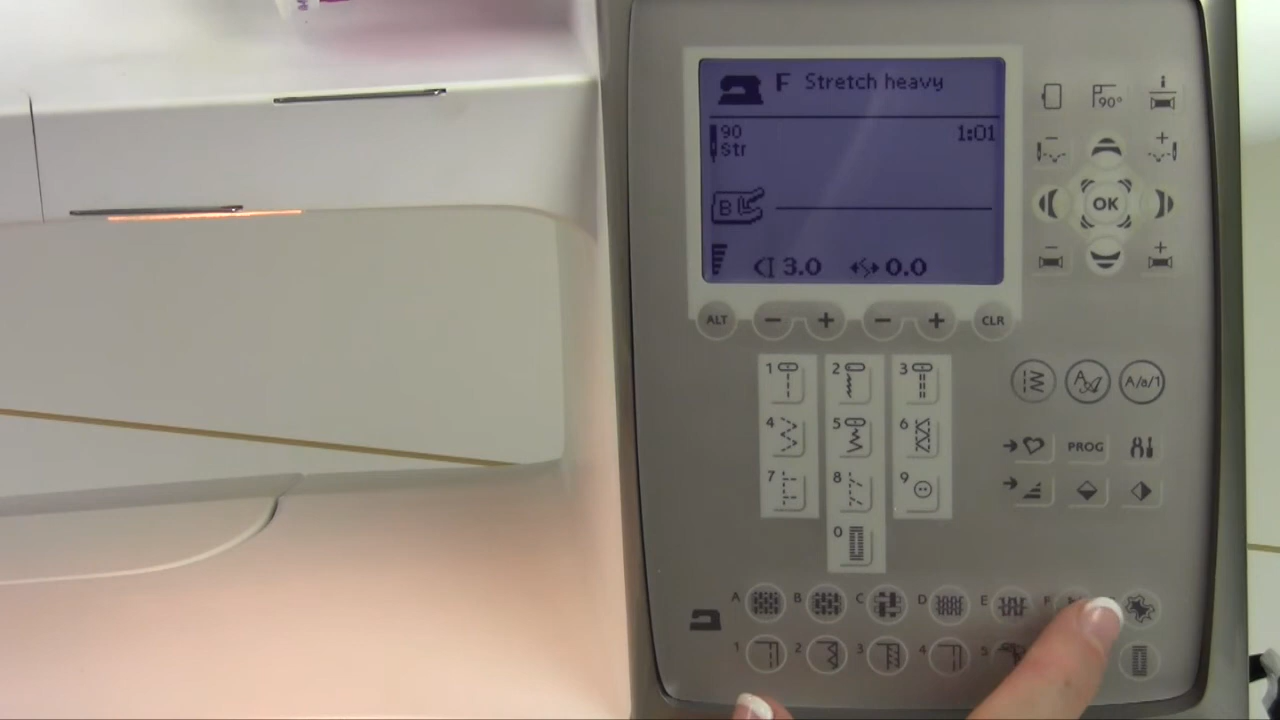 F Stretch heavy
90
Str
1:01
B
3.0 0.0
90°
i
- +
OK
- +
ALT - + - + CLR
1 2 3
A/a/1
4 5 6
PROG
7 8 9
0
A B C D E F
1 2 3 4 5